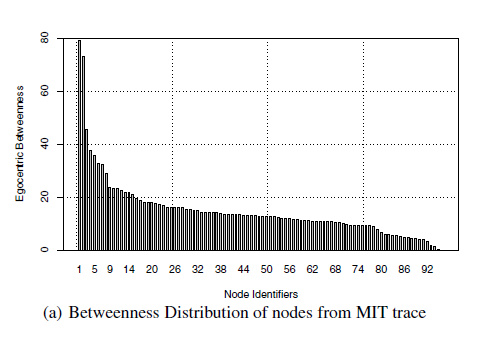 80
60
40
20
0
Egocentric Betweenness
1 5 9 14 20 26 32 38 44 50 56 62 68 74 80 86 92
Node Identifiers
(a) Betweenness Distribution of nodes from MIT trace